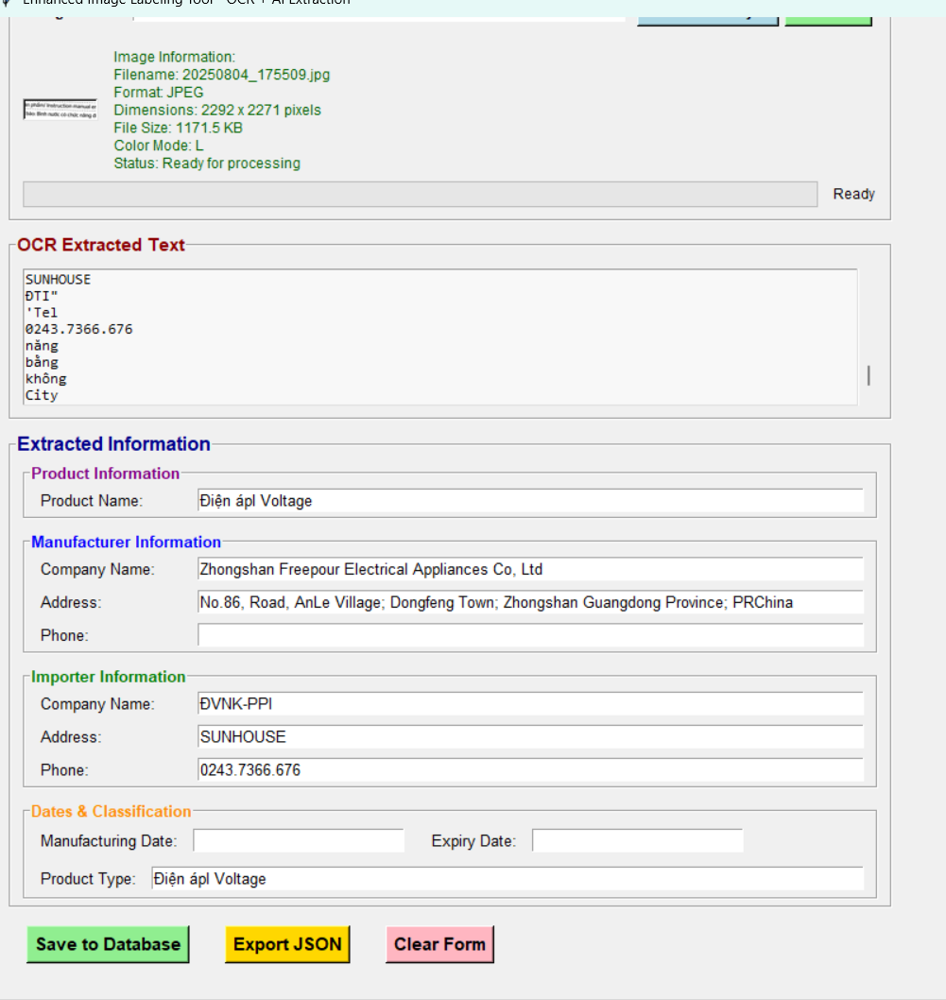 Enhanced Image Labeling Tool - OCR + AI Extraction
Image Information:
Filename: 20250804_175509.jpg
Format: JPEG
Dimensions: 2292 x 2271 pixels
File Size: 1171.5 KB
Color Mode: L
Status: Ready for processing
Ready
OCR Extracted Text
SUNHOUSE
ĐTI"
'Tel
0243.7366.676
năng
bằng
không
City
Extracted Information
Product Information
Product Name: Điện ápl Voltage
Manufacturer Information
Company Name: Zhongshan Freepour Electrical Appliances Co, Ltd
Address: No.86, Road, AnLe Village; Dongfeng Town; Zhongshan Guangdong Province; PRChina
Phone:
Importer Information
Company Name: ĐVNK-PPI
Address: SUNHOUSE
Phone: 0243.7366.676
Dates & Classification
Manufacturing Date: Expiry Date:
Product Type: Điện ápl Voltage
Save to Database Export JSON Clear Form